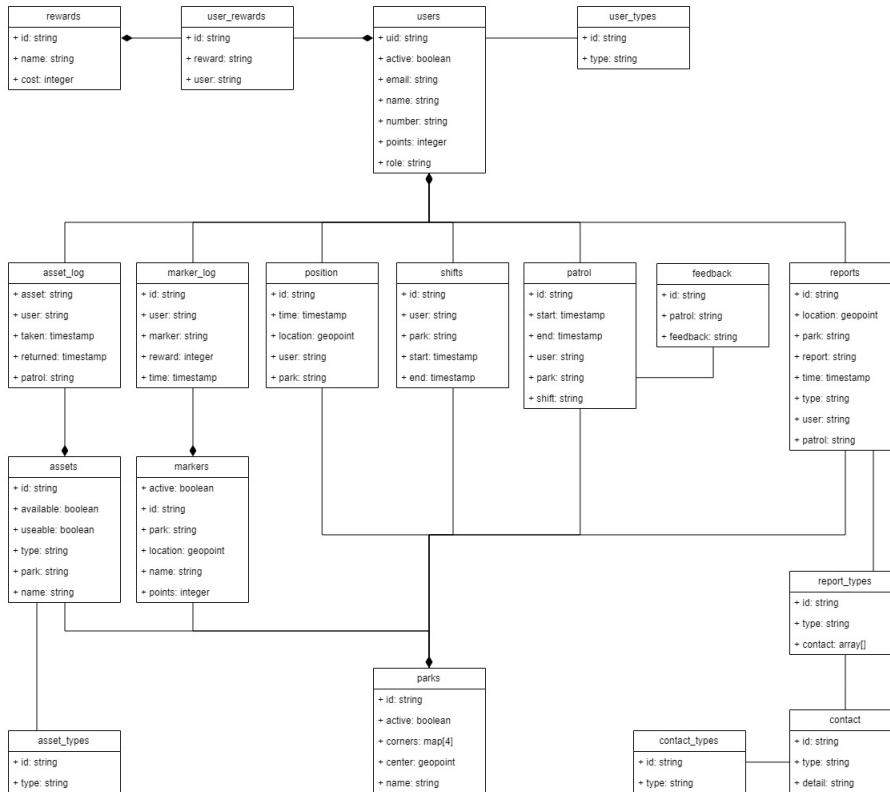 rewards
+ id: string
+ name: string
+ cost: integer
user_rewards
+ id: string
+ reward: string
+ user: string
users
+ uid: string
+ active: boolean
+ email: string
+ name: string
+ number: string
+ points: integer
+ role: string
user_types
+ id: string
+ type: string
asset_log
+ asset: string
+ user: string
+ taken: timestamp
+ returned: timestamp
+ patrol: string
marker_log
+ id: string
+ user: string
+ marker: string
+ reward: integer
+ time: timestamp
position
+ id: string
+ time: timestamp
+ location: geopoint
+ user: string
+ park: string
shifts
+ id: string
+ user: string
+ park: string
+ start: timestamp
+ end: timestamp
patrol
+ id: string
+ start: timestamp
+ end: timestamp
+ user: string
+ park: string
+ shift: string
feedback
+ id: string
+ patrol: string
+ feedback: string
reports
+ id: string
+ location: geopoint
+ park: string
+ report: string
+ time: timestamp
+ type: string
+ user: string
+ patrol: string
assets
+ id: string
+ available: boolean
+ useable: boolean
+ type: string
+ park: string
+ name: string
markers
+ active: boolean
+ id: string
+ park: string
+ location: geopoint
+ name: string
+ points: integer
report_types
+ id: string
+ type: string
+ contact: array[]
parks
+ id: string
+ active: boolean
+ corners: map[4]
+ center: geopoint
+ name: string
asset_types
+ id: string
+ type: string
contact_types
+ id: string
+ type: string
contact
+ id: string
+ type: string
+ detail: string